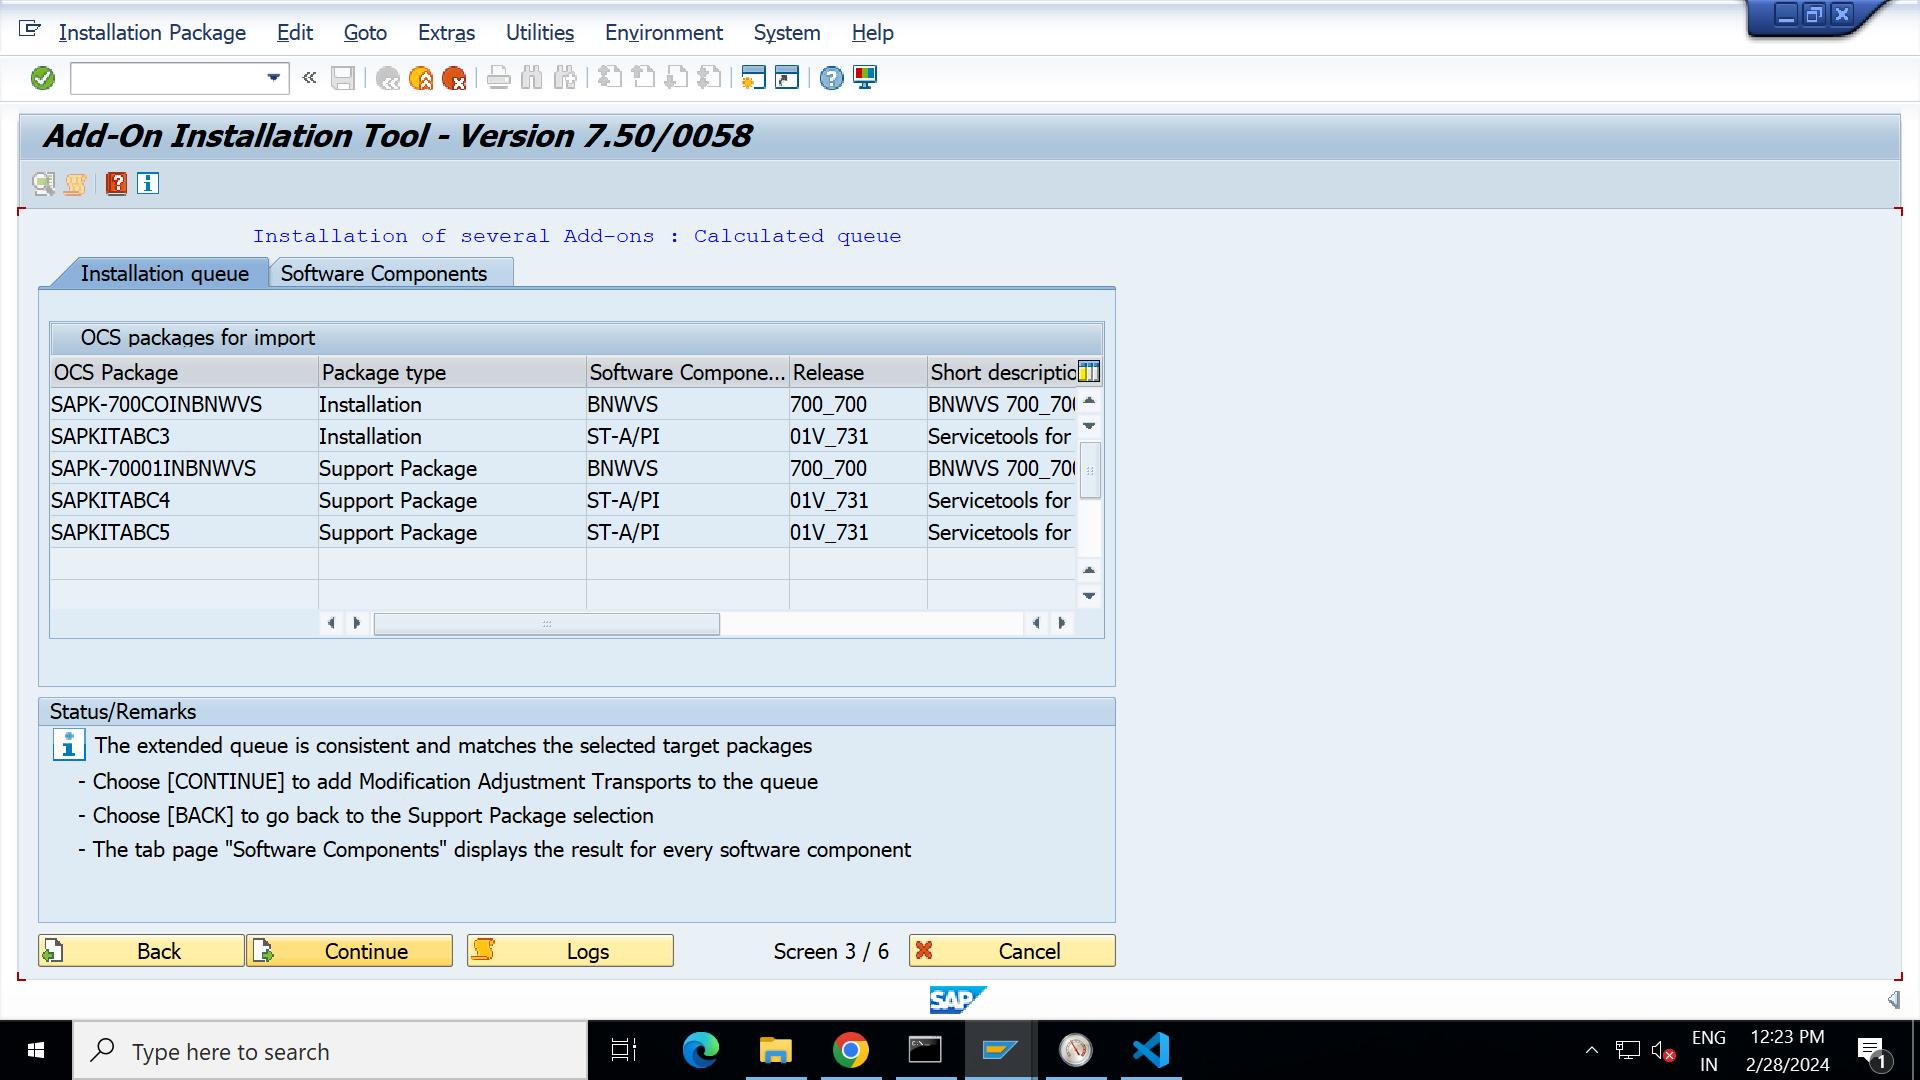 Installation Package Edit Goto Extras Utilities Environment System Help
Add-On Installation Tool - Version 7.50/0058
Installation of several Add-ons : Calculated queue
Installation queue Software Components
OCS packages for import
OCS Package Package type Software Compone... Release Short descriptio
SAPK-700COINBNWVS Installation BNWVS 700_700 BNWVS 700_700
SAPKITABC3 Installation ST-A/PI 01V_731 Servicetools for
SAPK-70001INBNWVS Support Package BNWVS 700_700 BNWVS 700_700
SAPKITABC4 Support Package ST-A/PI 01V_731 Servicetools for
SAPKITABC5 Support Package ST-A/PI 01V_731 Servicetools for
Status/Remarks
The extended queue is consistent and matches the selected target packages
- Choose [CONTINUE] to add Modification Adjustment Transports to the queue
- Choose [BACK] to go back to the Support Package selection
- The tab page "Software Components" displays the result for every software component
Back Continue Logs Screen 3 / 6 Cancel
SAP
Type here to search
ENG 12:23 PM
IN 2/28/2024 1